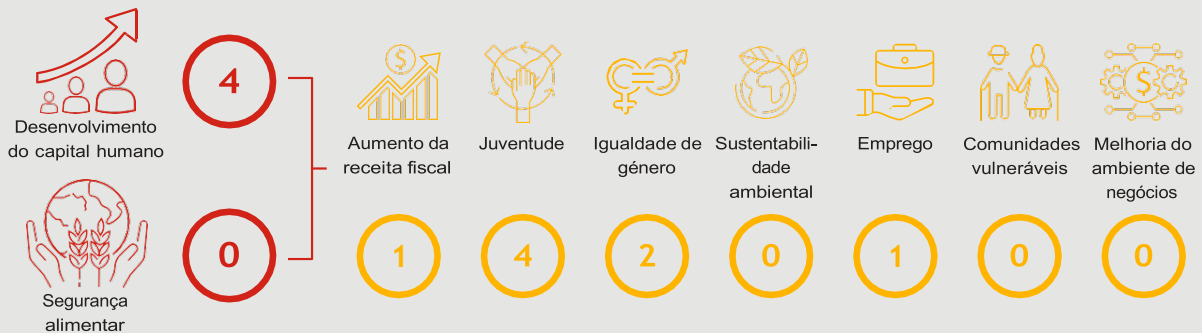 4
Desenvolvimento
do capital humano
0
Segurança
alimentar
$
Aumento da
receita fiscal
1
Juventude
4
Igualdade de
género
2
Sustentabili-
dade
ambiental
0
Emprego
1
Comunidades
vulneráveis
0
$
Melhoria do
ambiente de
negócios
0